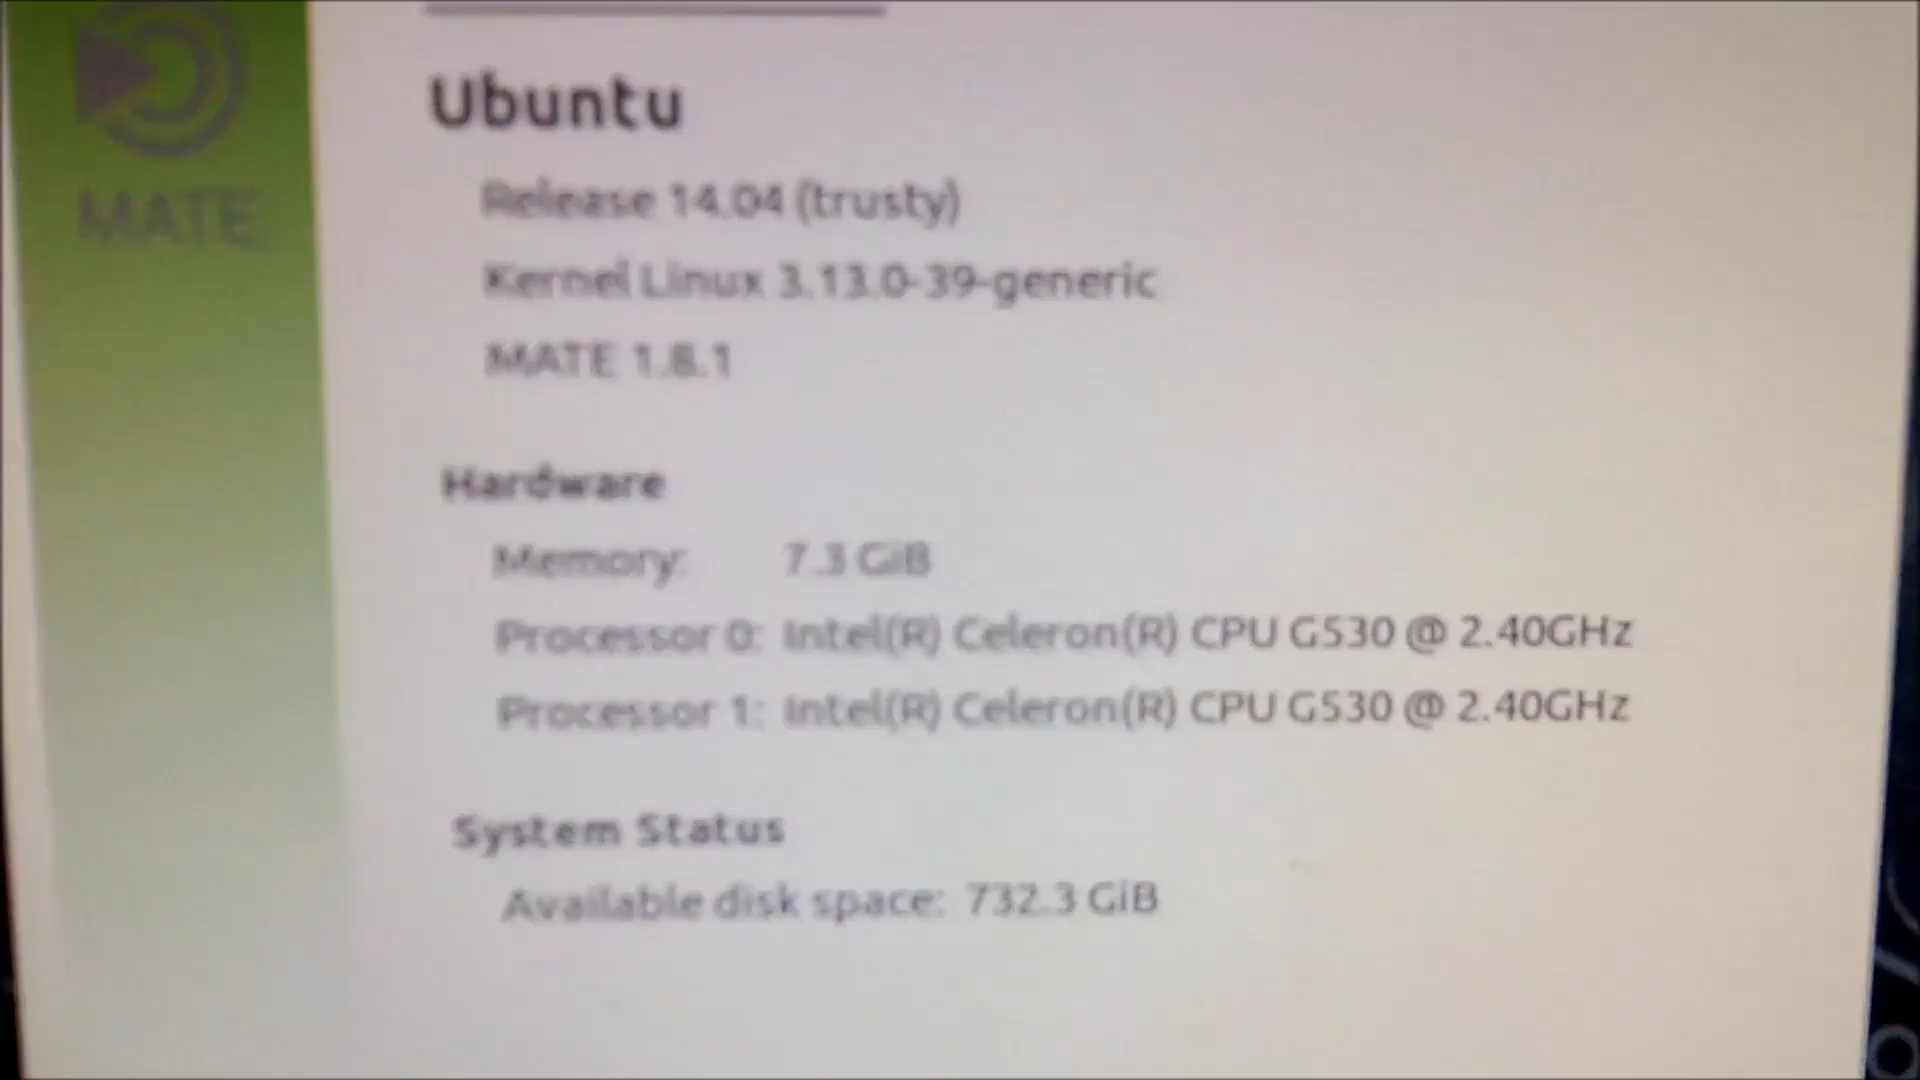 MATE
Ubuntu
Release 14.04 (trusty)
Kernel Linux 3.13.0-39-generic
MATE 1.8.1
Hardware
Memory: 7.3 GiB
Processor 0: Intel(R) Celeron(R) CPU G530 @ 2.40GHz
Processor 1: Intel(R) Celeron(R) CPU G530 @ 2.40GHz
System Status
Available disk space: 732.3 GiB